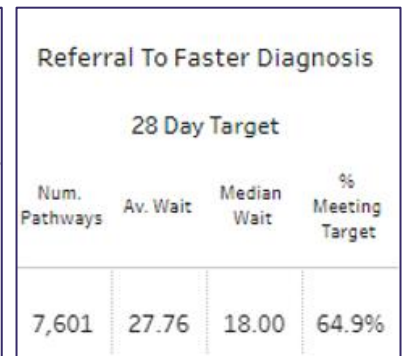 Referral To Faster Diagnosis
28 Day Target
Num. Pathways Av. Wait Median Wait % Meeting Target
7,601 27.76 18.00 64.9%